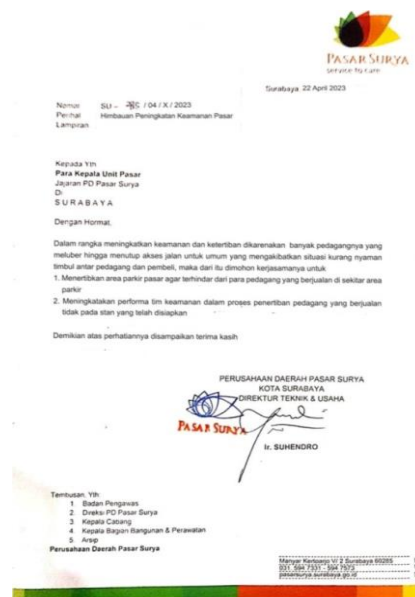 PASAR SURYA
service to care
Surabaya, 22 April 2023
Nomor SU - / 04 / X / 2023
Perihal Himbauan Peningkatan Keamanan Pasar
Lampiran
Kepada Yth
Para Kepala Unit Pasar
Jajaran PD Pasar Surya
Di
S U R A B A Y A
Dengan Hormat,
Dalam rangka meningkatkan keamanan dan ketertiban dikarenakan banyak pedagangnya yang
meluber hingga menutup akses jalan untuk umum yang mengakibatkan situasi kurang nyaman
timbul antar pedagang dan pembeli, maka dari itu dimohon kerjasamanya untuk
1. Menertibkan area parkir pasar agar terhindar dari para pedagang yang berjualan di sekitar area
parkir
2. Meningkatakan performa tim keamanan dalam proses penertiban pedagang yang berjualan
tidak pada stan yang telah disiapkan
Demikian atas perhatiannya disampaikan terima kasih
PERUSAHAAN DAERAH PASAR SURYA
KOTA SURABAYA
DIREKTUR TEKNIK & USAHA
PASAR SURYA
Ir. SUHENDRO
Tembusan, Yth
1 Badan Pengawas
2 Direksi PD Pasar Surya
3 Kepala Cabang
4 Kepala Bagian Bangunan & Perawatan
5 Arsip
Perusahaan Daerah Pasar Surya
Manyar Kertoarjo V/ 2 Surabaya 60285
031. 594 7331 - 594 7573
pasarsurya.surabaya.go.id